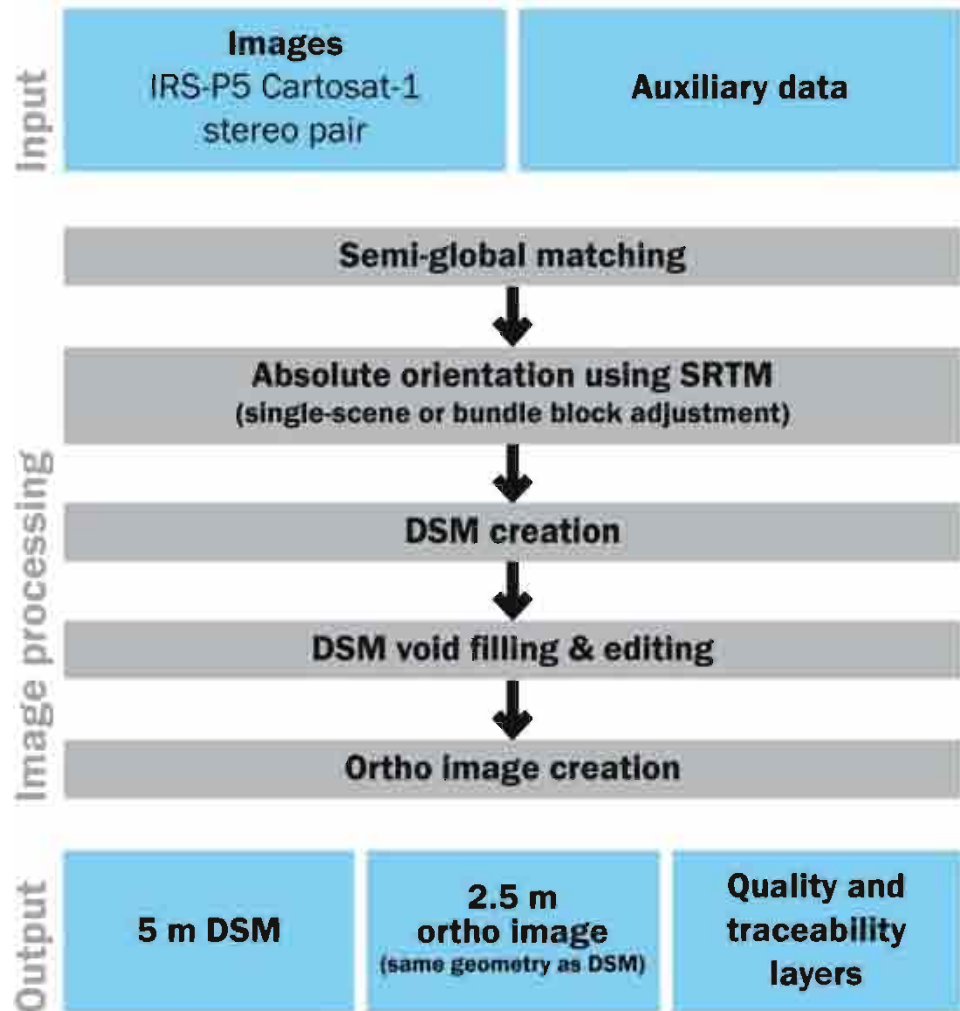 Input
Images
IRS-P5 Cartosat-1
stereo pair
Auxiliary data
Image processing
Semi-global matching
Absolute orientation using SRTM
(single-scene or bundle block adjustment)
DSM creation
DSM void filling & editing
Ortho image creation
Output
5 m DSM
2.5 m
ortho image
(same geometry as DSM)
Quality and
traceability
layers